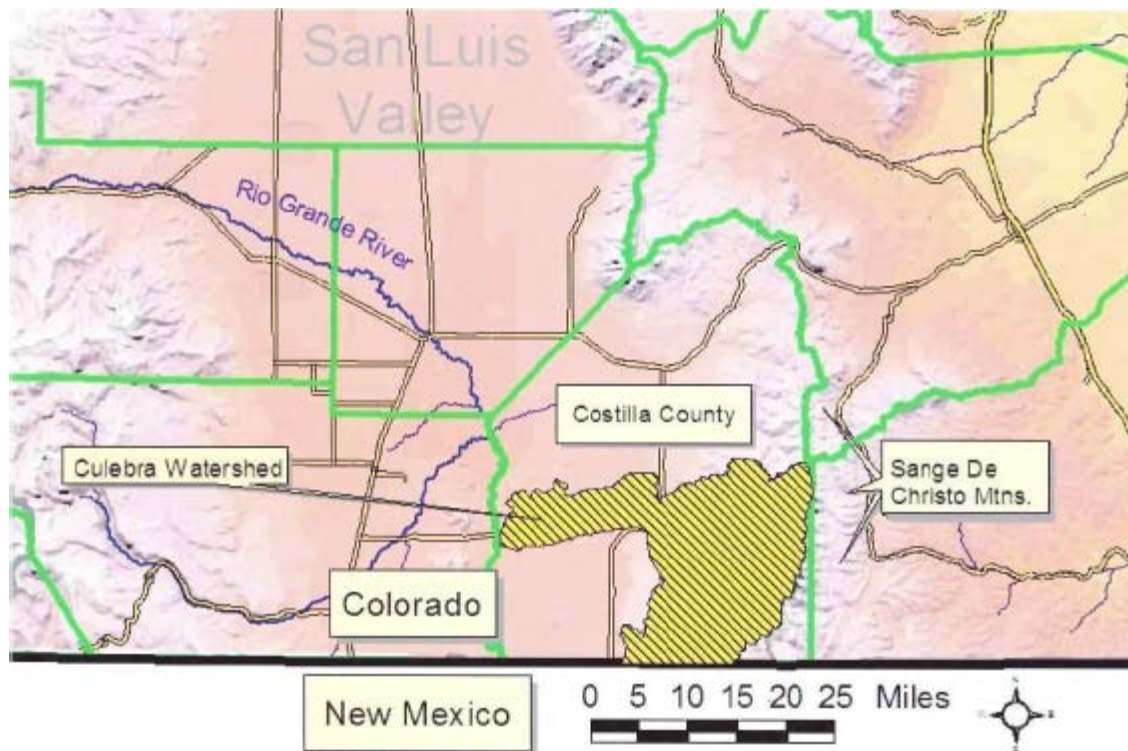 San Luis
Valley
Rio Grande River
Costilla County
Culebra Watershed
Sange De
Christo Mtns.
Colorado
New Mexico
0 5 10 15 20 25 Miles